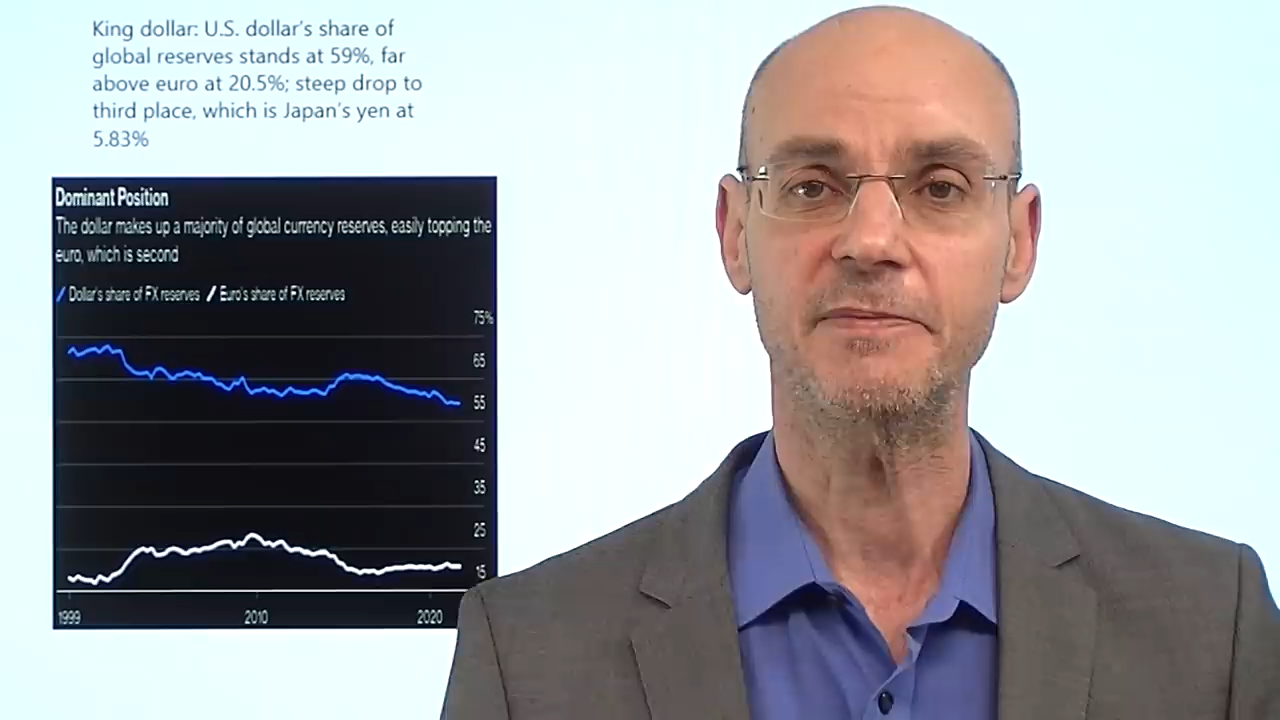 King dollar: U.S. dollar's share of
global reserves stands at 59%, far
above euro at 20.5%; steep drop to
third place, which is Japan's yen at
5.83%
Dominant Position
The dollar makes up a majority of global currency reserves, easily topping the
euro, which is second
Dollar's share of FX reserves Euro's share of FX reserves
75%
65
55
45
35
25
15
1999 2010 2020